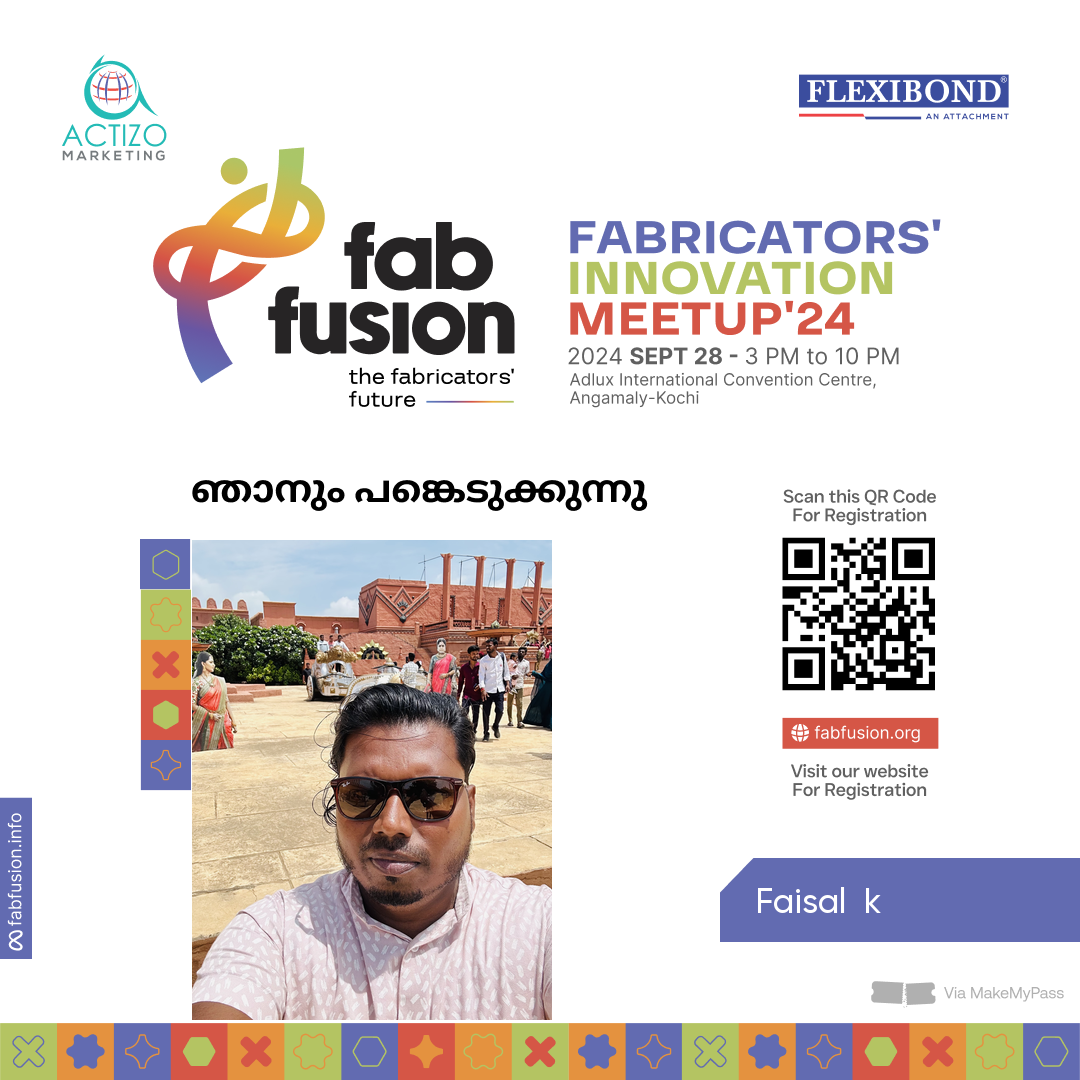 ACTIZO
MARKETING
FLEXIBOND®
AN ATTACHMENT
fab
fusion
the fabricators'
future
FABRICATORS'
INNOVATION
MEETUP'24
2024 SEPT 28 - 3 PM to 10 PM
Adlux International Convention Centre,
Angamaly-Kochi
ഞാനും പങ്കെടുക്കുന്നു
Scan this QR Code
For Registration
fabfusion.org
Visit our website
For Registration
fabfusion.info
Faisal k
Via MakeMyPass